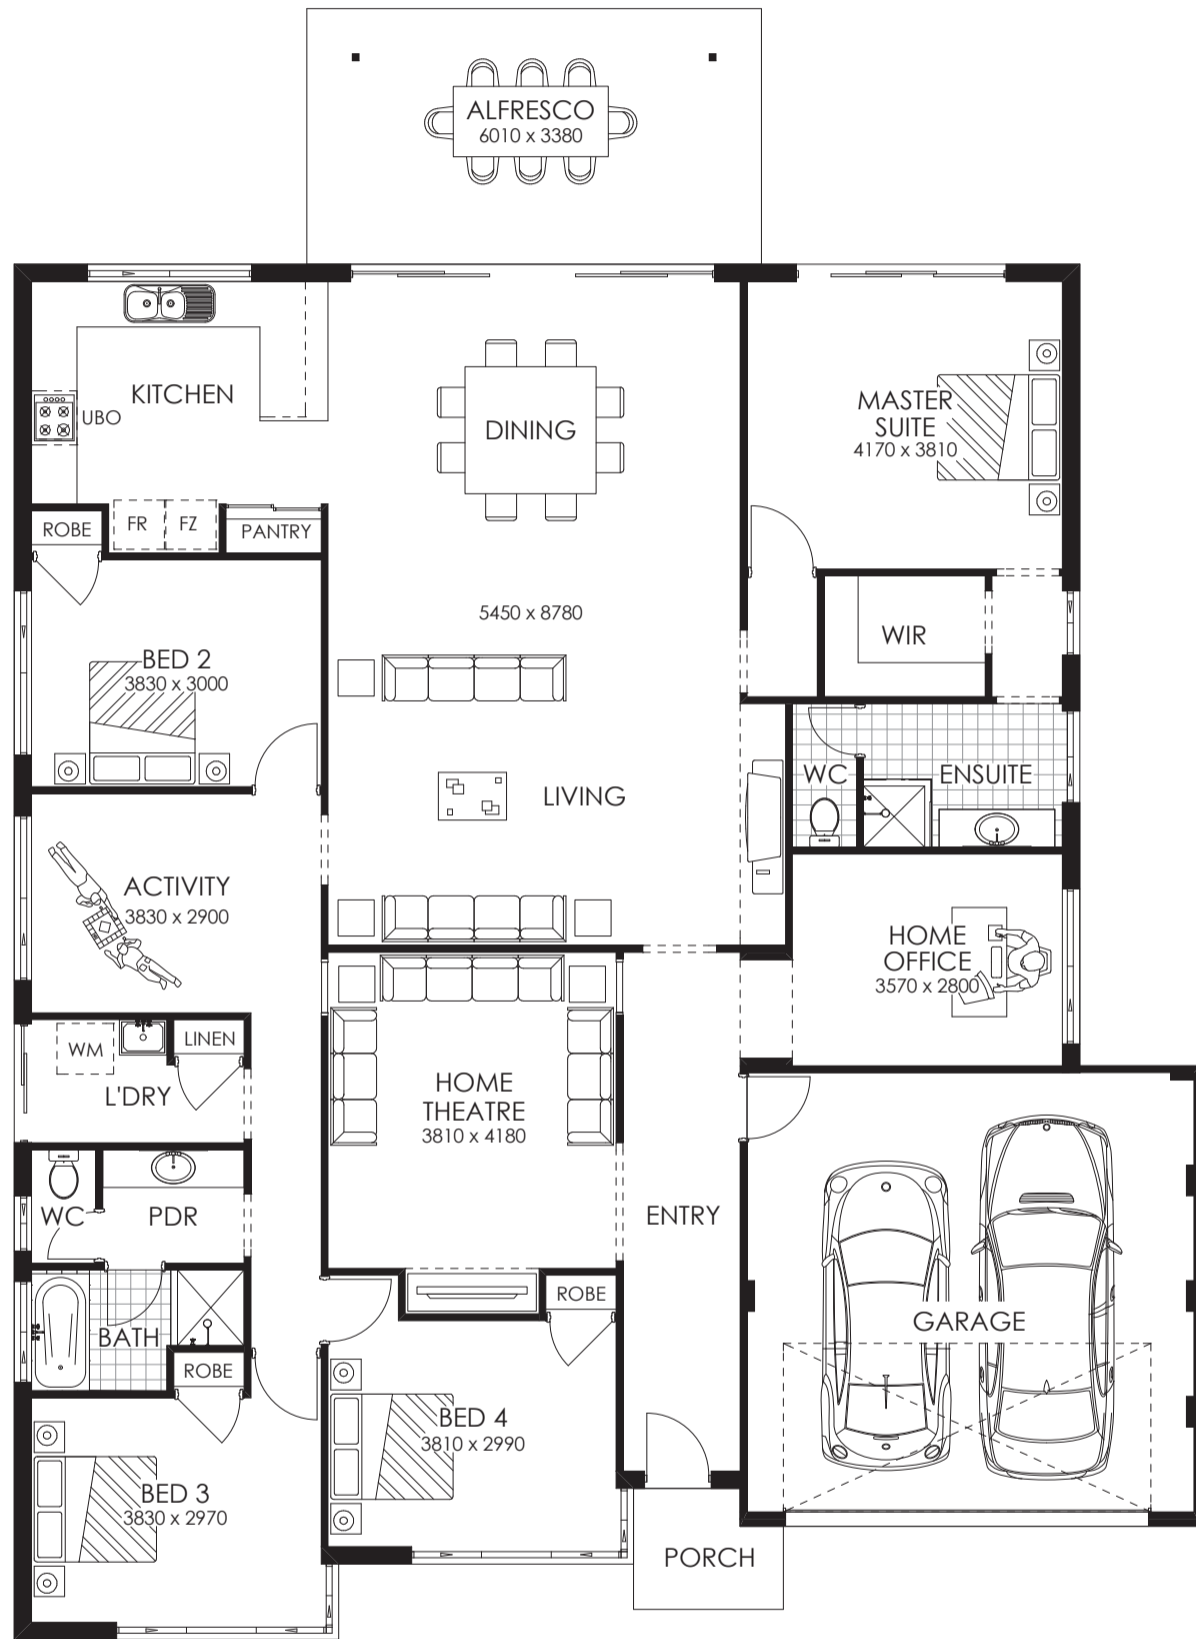 ALFRESCO
6010 x 3380
KITCHEN
UBO
DINING
MASTER
SUITE
4170 x 3810
ROBE
FR
FZ
PANTRY
5450 x 8780
WIR
BED 2
3830 x 3000
LIVING
WC
ENSUITE
ACTIVITY
3830 x 2900
HOME
OFFICE
3570 x 2800
WM
LINEN
L'DRY
HOME
THEATRE
3810 x 4180
WC
PDR
ENTRY
ROBE
GARAGE
BATH
ROBE
BED 4
3810 x 2990
BED 3
3830 x 2970
PORCH